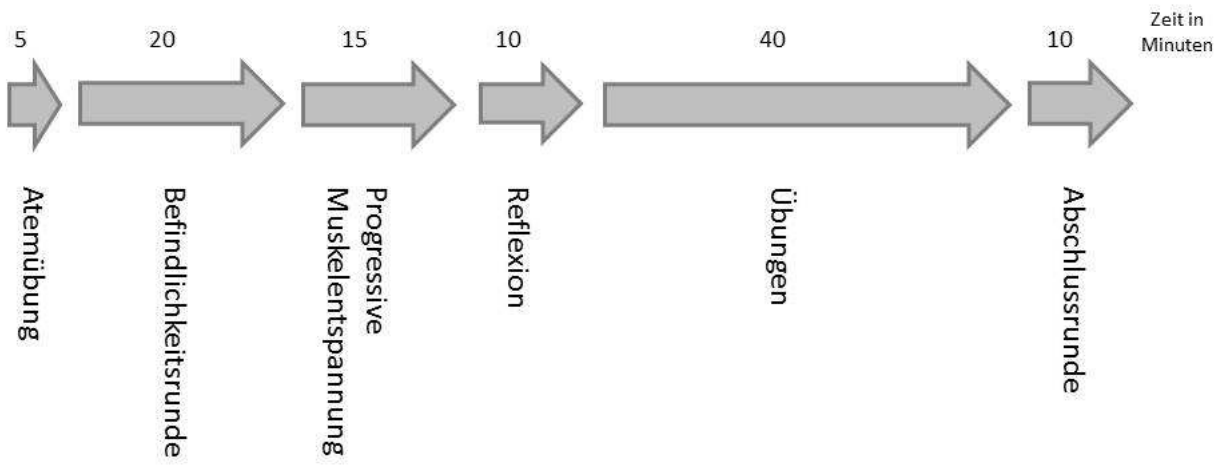 5
20
15
10
40
10
Zeit in
Minuten
Atemübung
Befindlichkeitsrunde
Progressive
Muskelentspannung
Reflexion
Übungen
Abschlussrunde